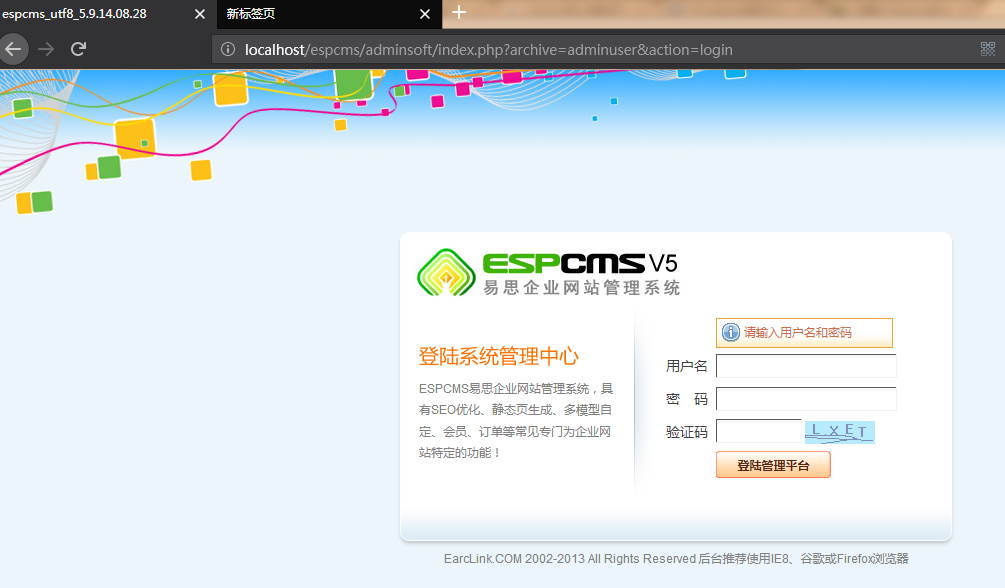 espcms_utf8_5.9.14.08.28
新标签页
localhost/espcms/adminsoft/index.php?archive=adminuser&action=login
ESPCMS V5
易思企业网站管理系统
请输入用户名和密码
登陆系统管理中心
ESPCMS易思企业网站管理系统，具
有SEO优化、静态页生成、多模型自
定、会员、订单等常见专门为企业网
站特定的功能！
用户名
密 码
验证码
L.XET
登陆管理平台
EarcLink.COM 2002-2013 All Rights Reserved 后台推荐使用IE8、谷歌或Firefox浏览器